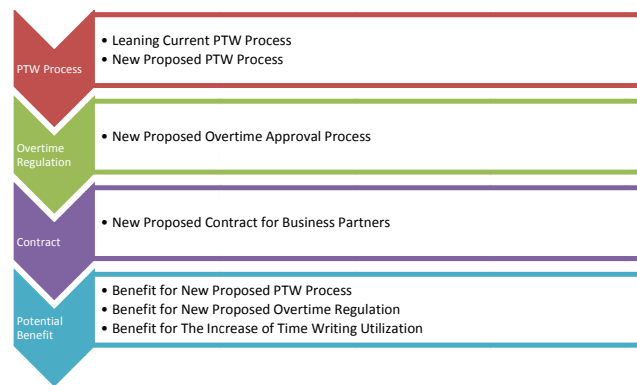 PTW Process
• Leaning Current PTW Process
• New Proposed PTW Process
Overtime
Regulation
• New Proposed Overtime Approval Process
Contract
• New Proposed Contract for Business Partners
Potential
Benefit
• Benefit for New Proposed PTW Process
• Benefit for New Proposed Overtime Regulation
• Benefit for The Increase of Time Writing Utilization